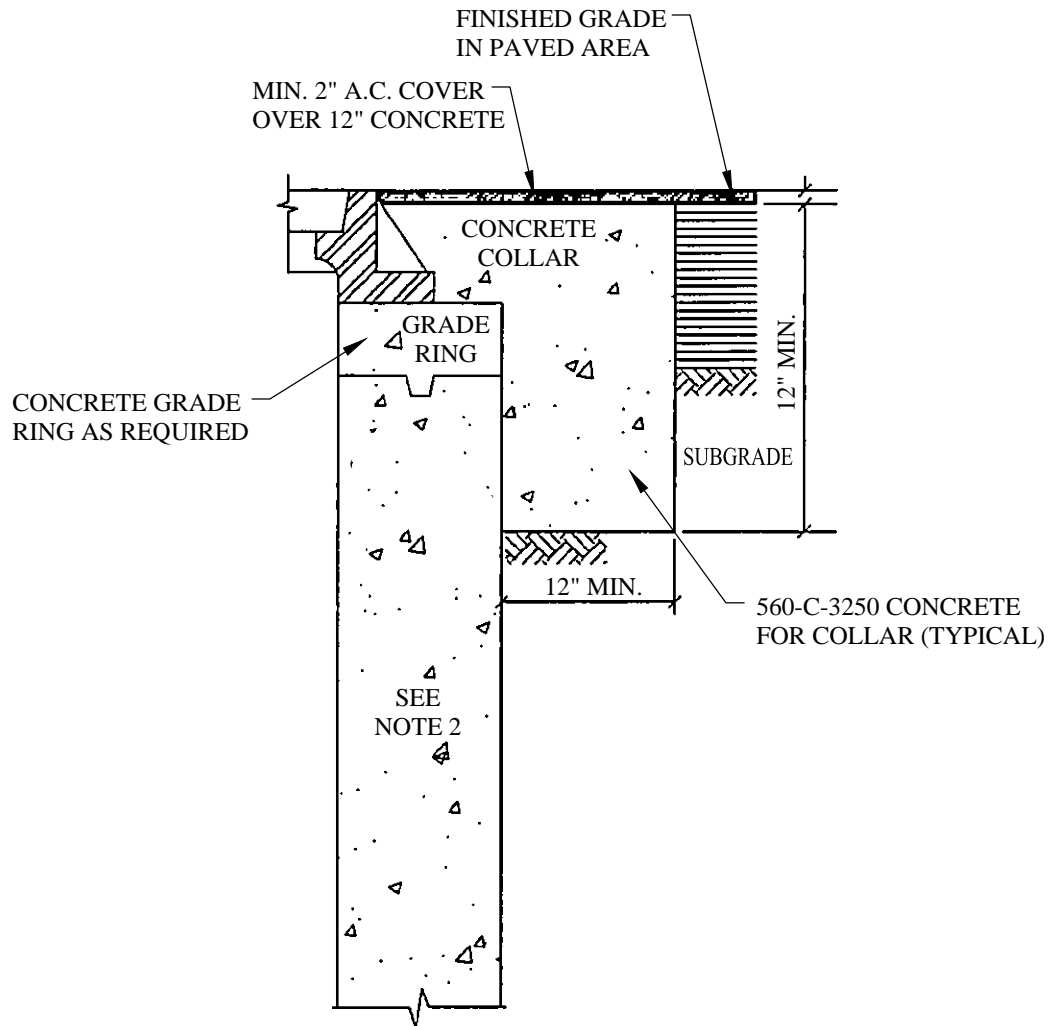 FINISHED GRADE
IN PAVED AREA
MIN. 2" A.C. COVER
OVER 12" CONCRETE
CONCRETE
COLLAR
GRADE
RING
12" MIN.
CONCRETE GRADE
RING AS REQUIRED
SUBGRADE
12" MIN.
560-C-3250 CONCRETE
FOR COLLAR (TYPICAL)
SEE
NOTE 2